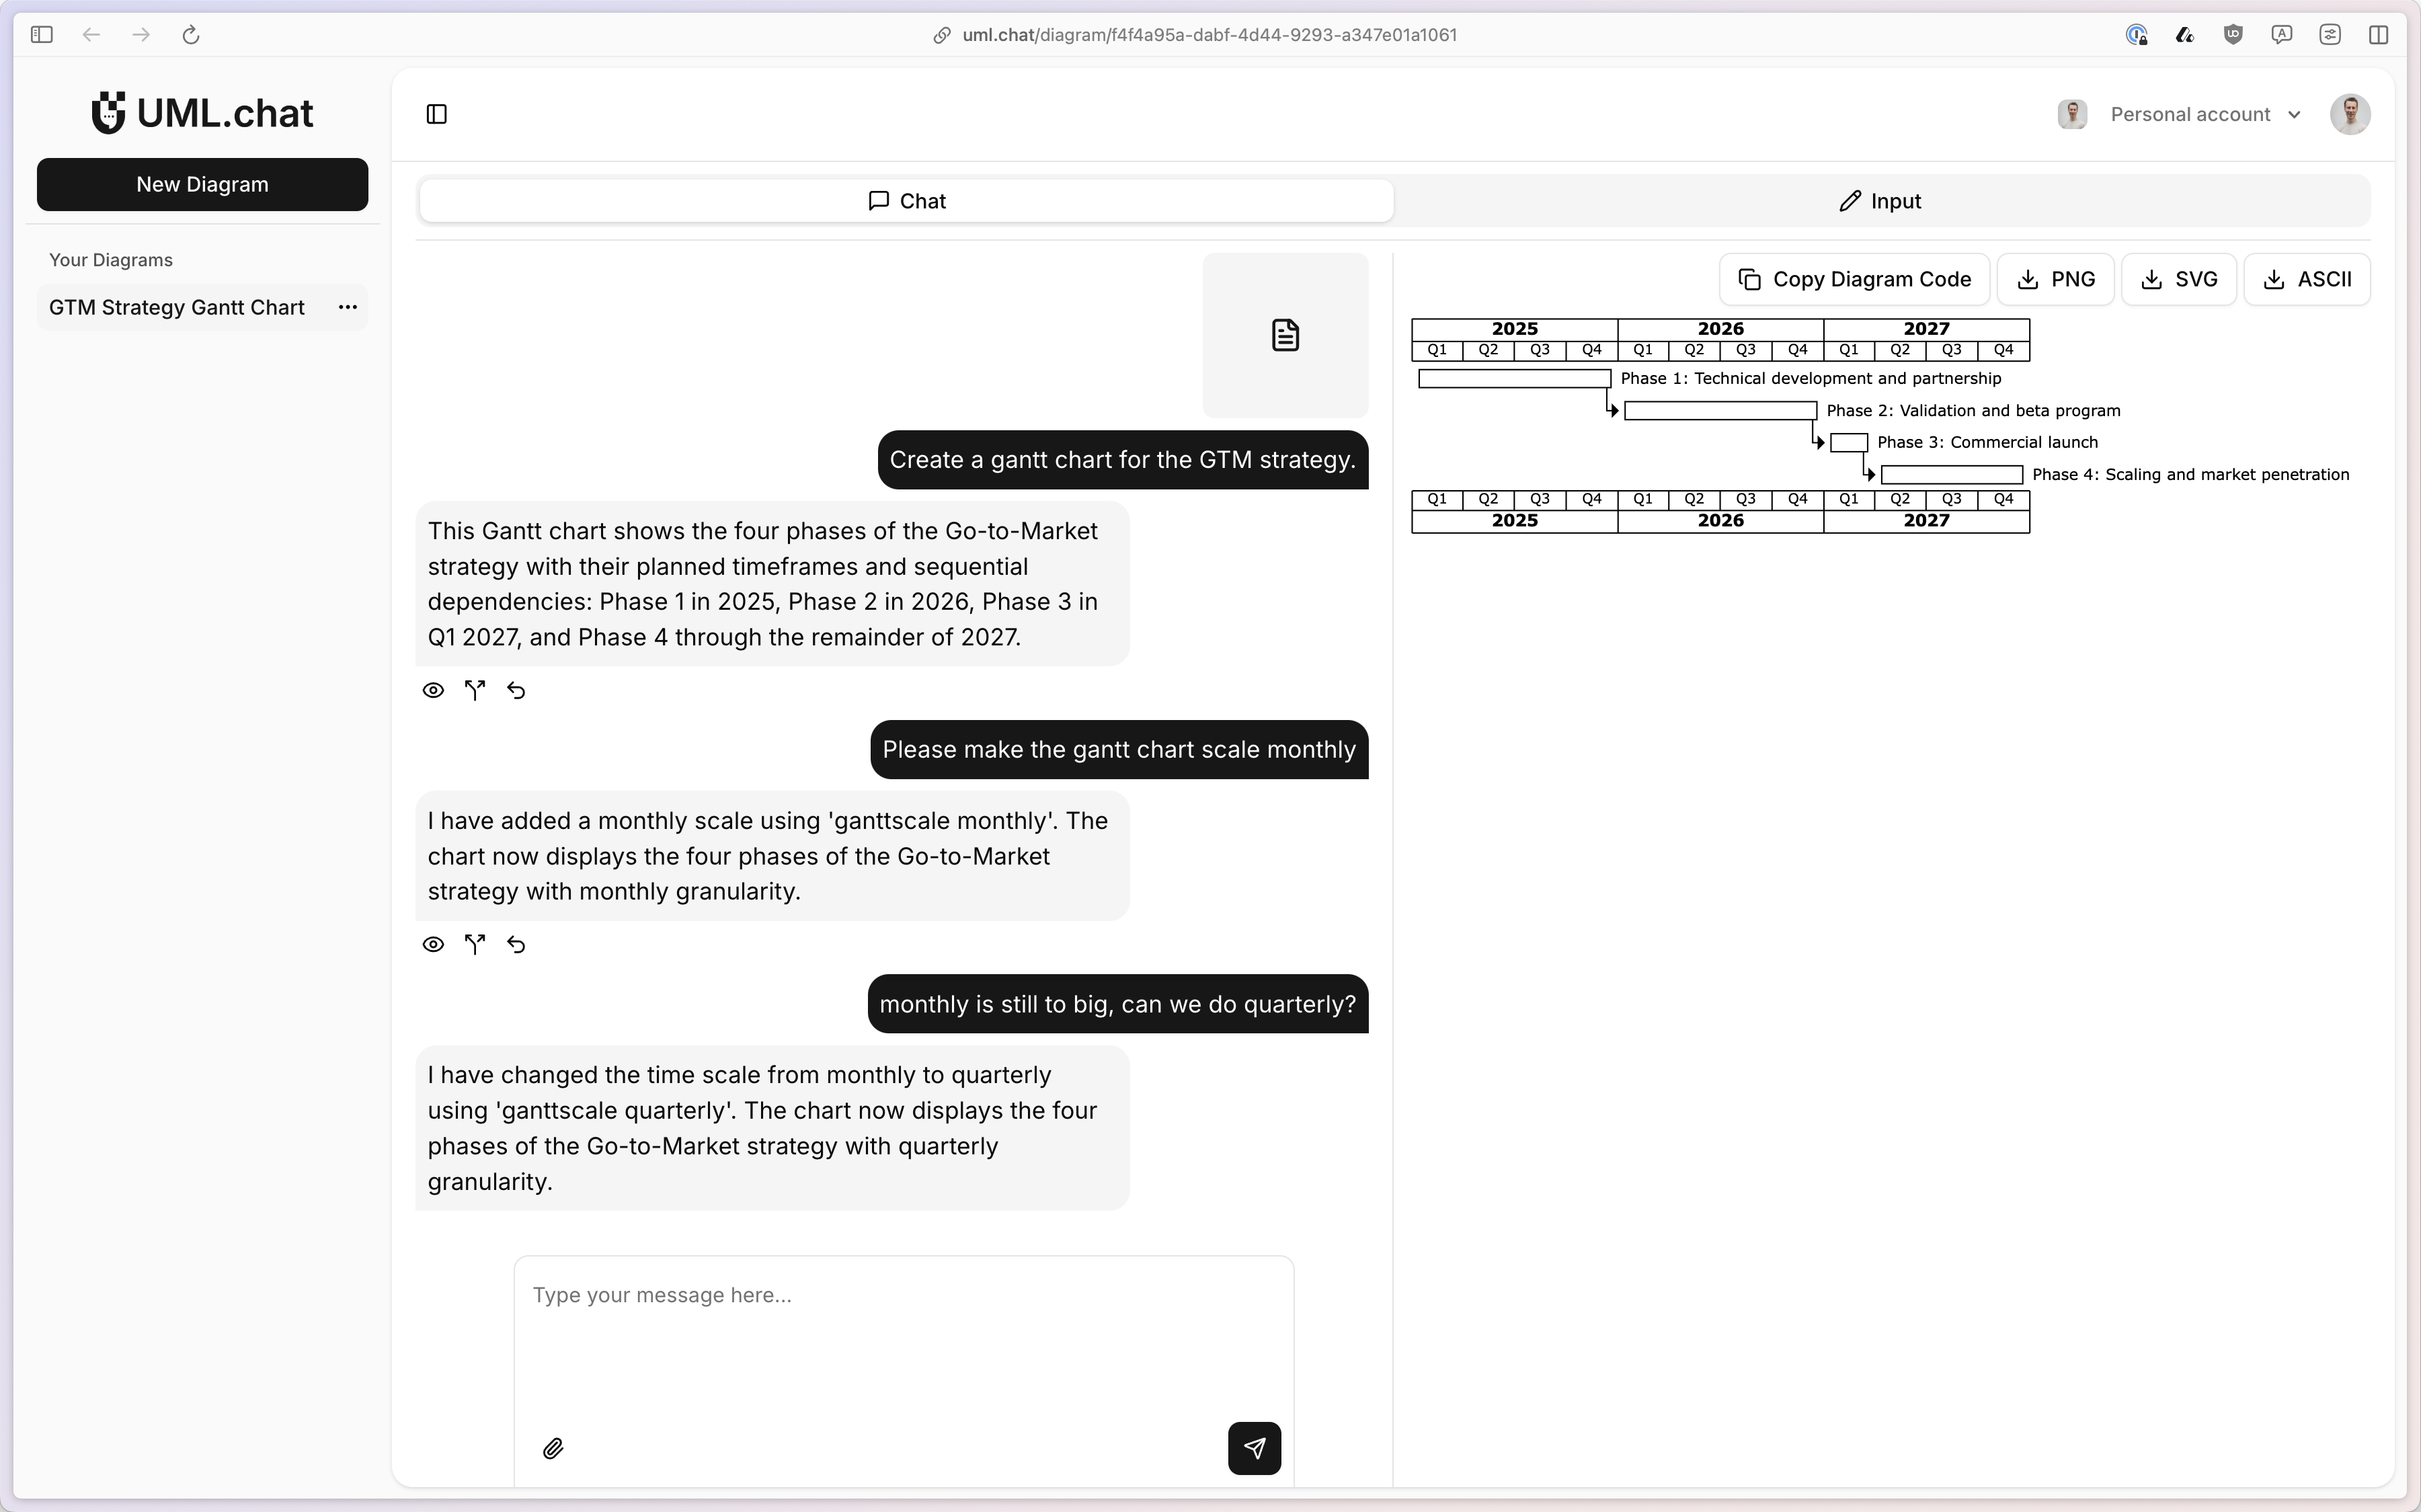 uml.chat/diagram/f4f4a95a-dabf-4d44-9293-a347e01a1061
UML.chat
New Diagram
Your Diagrams
GTM Strategy Gantt Chart
Personal account
Chat
Input
Create a gantt chart for the GTM strategy.
This Gantt chart shows the four phases of the Go-to-Market
strategy with their planned timeframes and sequential
dependencies: Phase 1 in 2025, Phase 2 in 2026, Phase 3 in
Q1 2027, and Phase 4 through the remainder of 2027.
Please make the gantt chart scale monthly
I have added a monthly scale using 'ganttscale monthly'. The
chart now displays the four phases of the Go-to-Market
strategy with monthly granularity.
monthly is still to big, can we do quarterly?
I have changed the time scale from monthly to quarterly
using 'ganttscale quarterly'. The chart now displays the four
phases of the Go-to-Market strategy with quarterly
granularity.
Type your message here...
Copy Diagram Code
PNG
SVG
ASCII
2025 2026 2027
Q1 Q2 Q3 Q4 Q1 Q2 Q3 Q4 Q1 Q2 Q3 Q4
Phase 1: Technical development and partnership
Phase 2: Validation and beta program
Phase 3: Commercial launch
Phase 4: Scaling and market penetration
Q1 Q2 Q3 Q4 Q1 Q2 Q3 Q4 Q1 Q2 Q3 Q4
2025 2026 2027